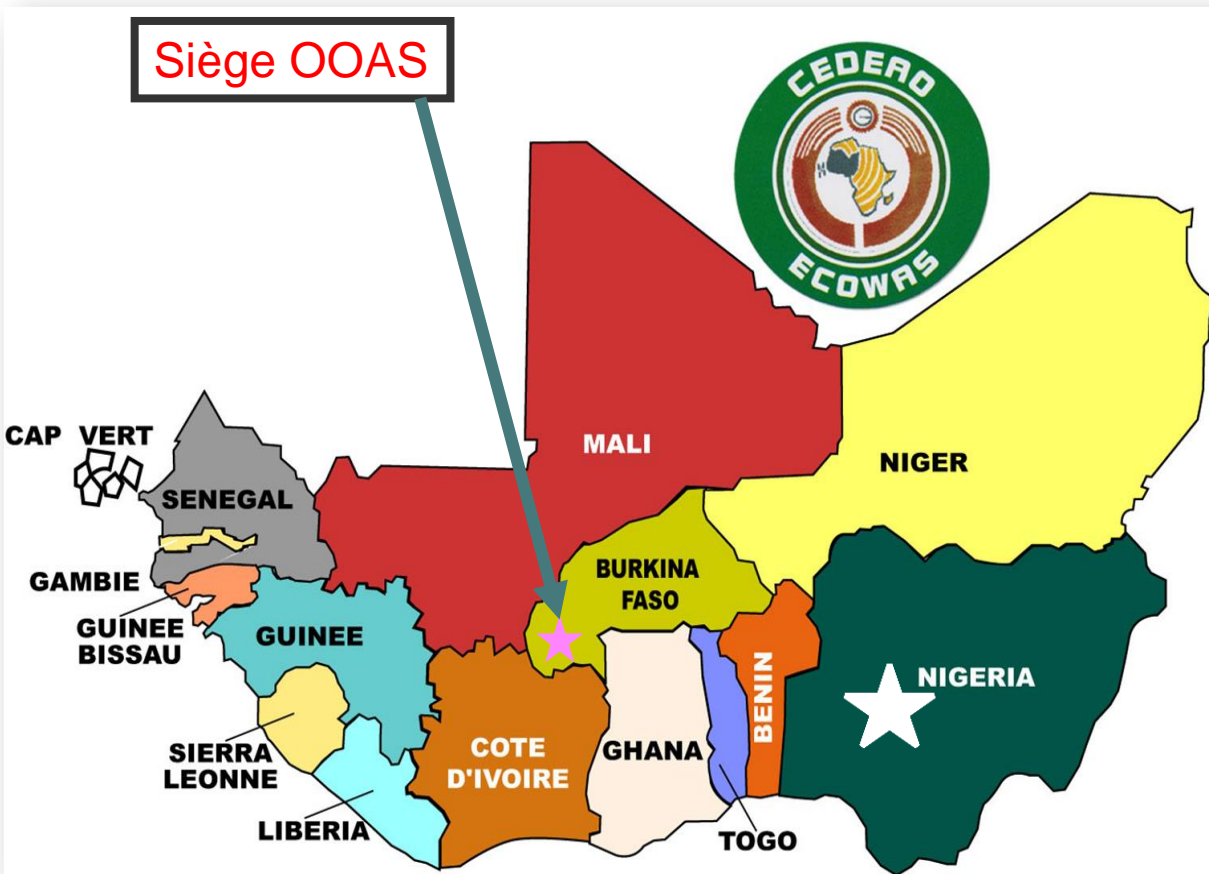 Siège OOAS
CEDEAO
ECOWAS
CAP VERT
MALI
NIGER
SENEGAL
GAMBIE
BURKINA
FASO
GUINEE
BISSAU
GUINEE
NIGERIA
BENIN
SIERRA
LEONNE
COTE
D'IVOIRE
GHANA
LIBERIA
TOGO